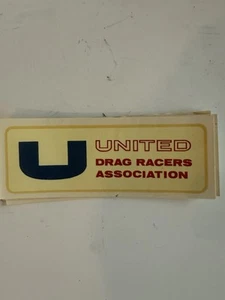 U UNITED
DRAG RACERS
ASSOCIATION